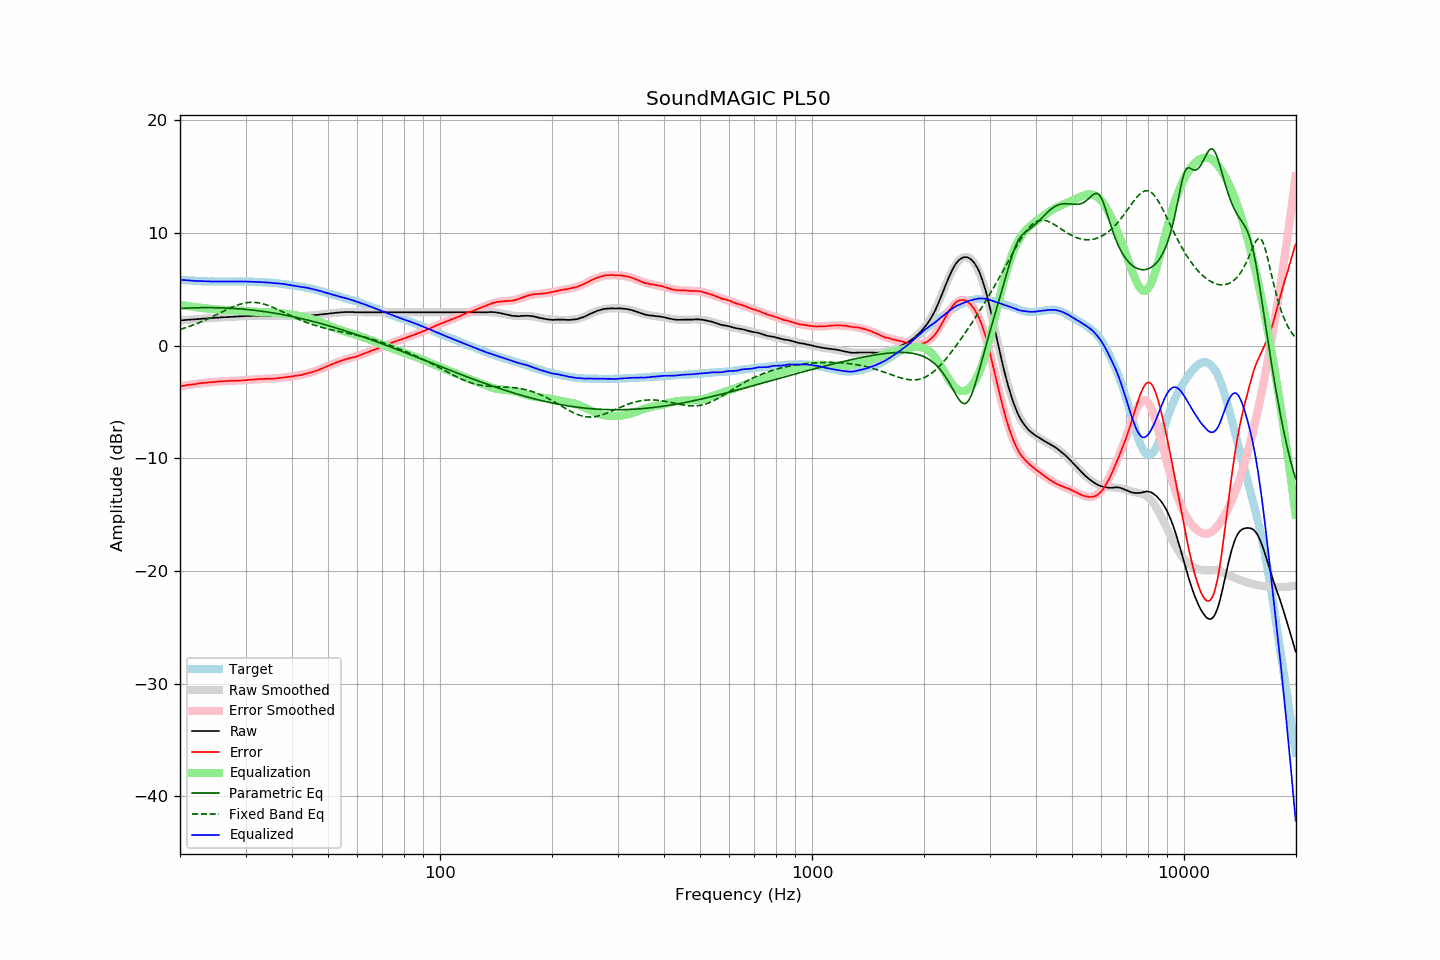 SoundMAGIC PL50
Amplitude (dBr)
20
10
0
−10
−20
−30
−40
Target
Raw Smoothed
Error Smoothed
Raw
Error
Equalization
Parametric Eq
Fixed Band Eq
Equalized
100
1000
10000
Frequency (Hz)